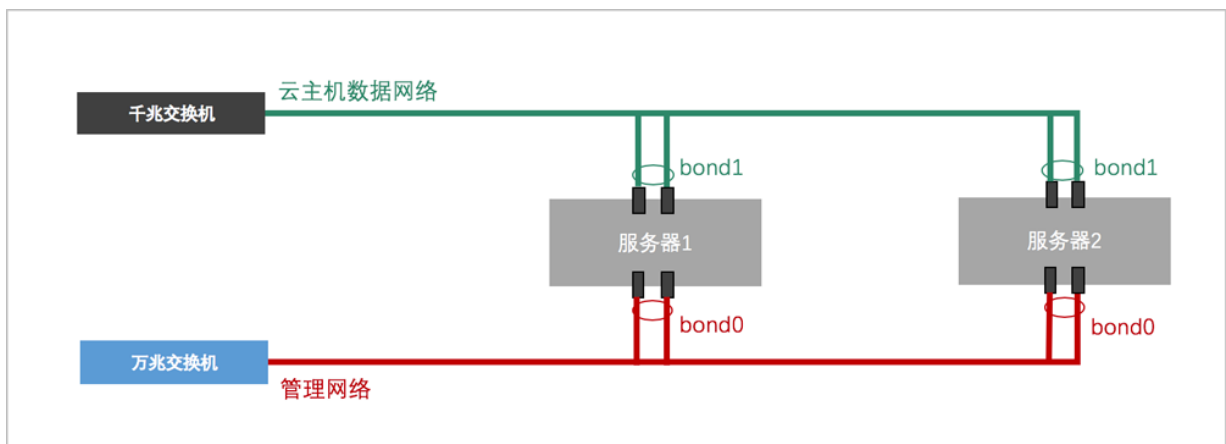 云主机数据网络
千兆交换机
bond1
bond1
服务器1
服务器2
bond0
bond0
万兆交换机
管理网络